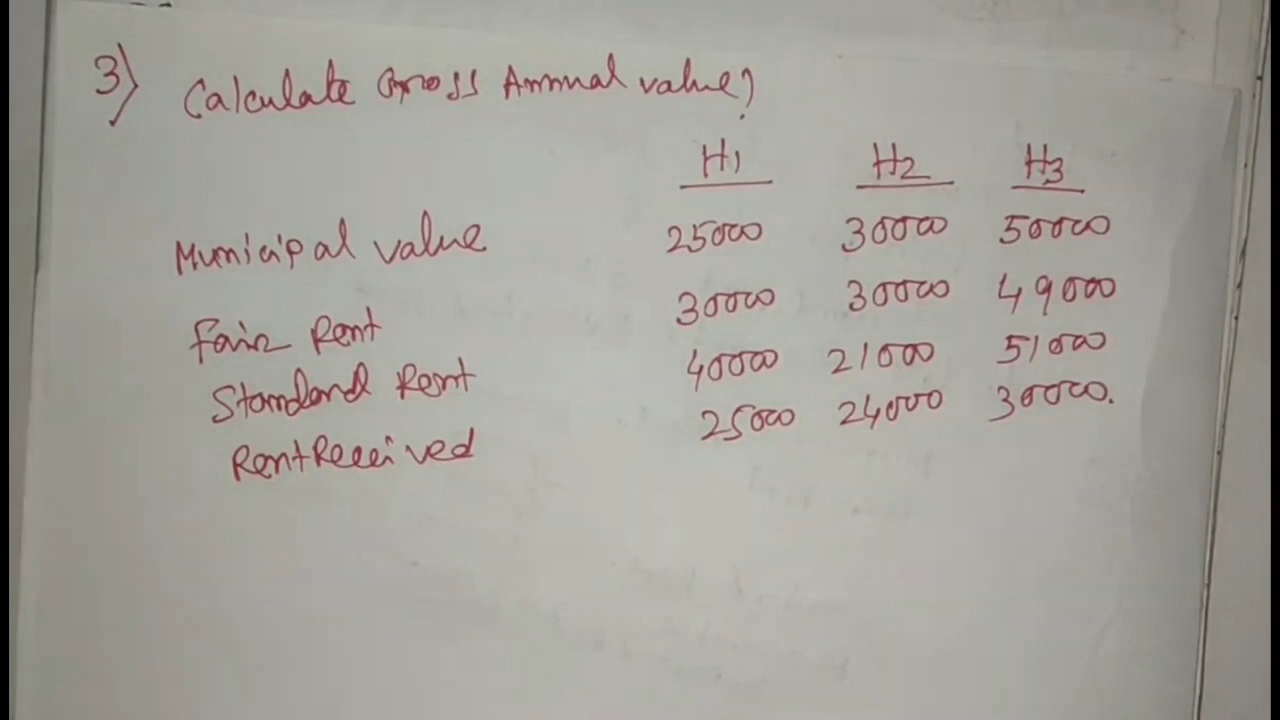 3) Calculate Gross Annual value?
H1 H2 H3
Municipal value 25000 30000 50000
Fair Rent 30000 30000 49000
Standard Rent 40000 21000 51000
Rent Received 25000 24000 30000.